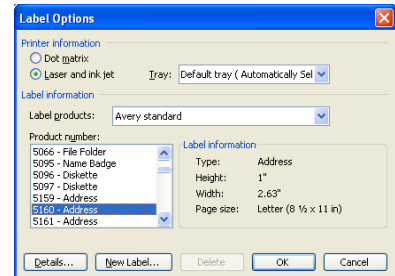 Label Options
Printer information
Dot matrix
Laser and ink jet Tray: Default tray ( Automatically Sel
Label information
Label products: Avery standard
Product number:
5066 - File Folder
5095 - Name Badge
5096 - Diskette
5097 - Diskette
5159 - Address
5160 - Address
5161 - Address
Label information
Type: Address
Height: 1"
Width: 2.63"
Page size: Letter (8 ½ x 11 in)
Details... New Label... Delete OK Cancel